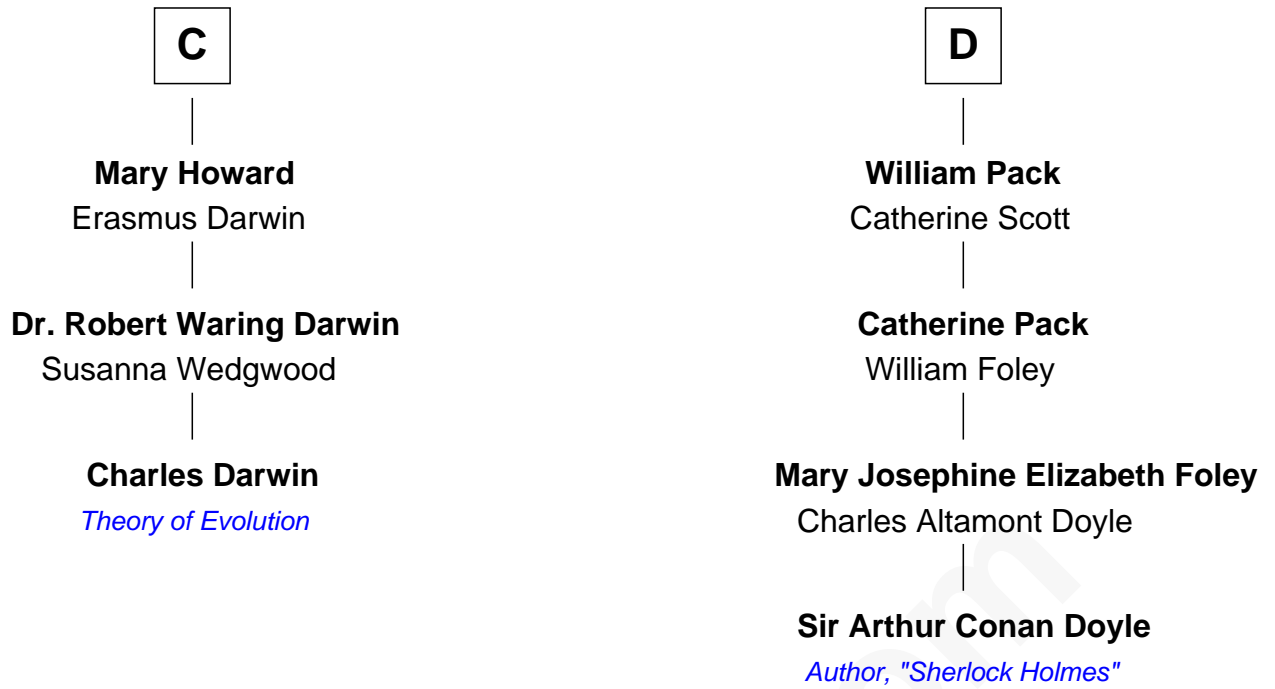 C
Mary Howard
Erasmus Darwin
Dr. Robert Waring Darwin
Susanna Wedgwood
Charles Darwin
Theory of Evolution
D
William Pack
Catherine Scott
Catherine Pack
William Foley
Mary Josephine Elizabeth Foley
Charles Altamont Doyle
Sir Arthur Conan Doyle
Author, "Sherlock Holmes"
om